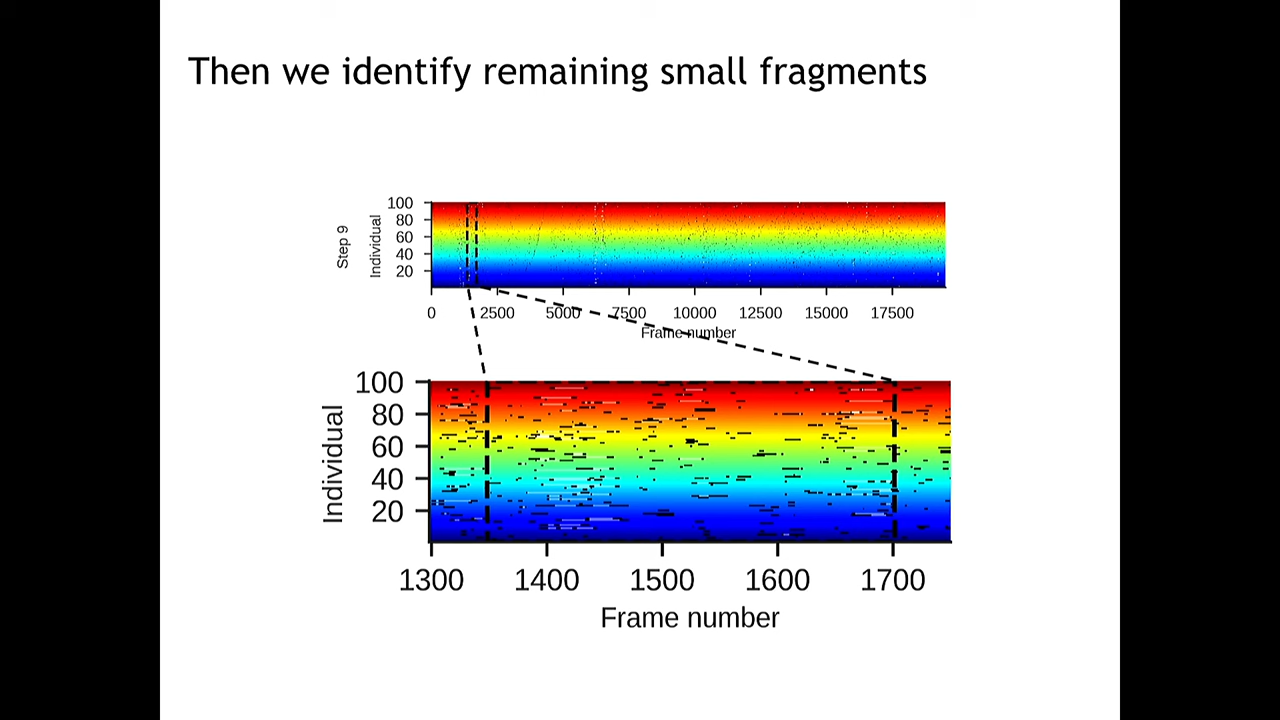 Then we identify remaining small fragments
Step 9
Individual
100
80
60
40
20
0 2500 5000 7500 10000 12500 15000 17500
Frame number
Individual
100
80
60
40
20
1300 1400 1500 1600 1700
Frame number